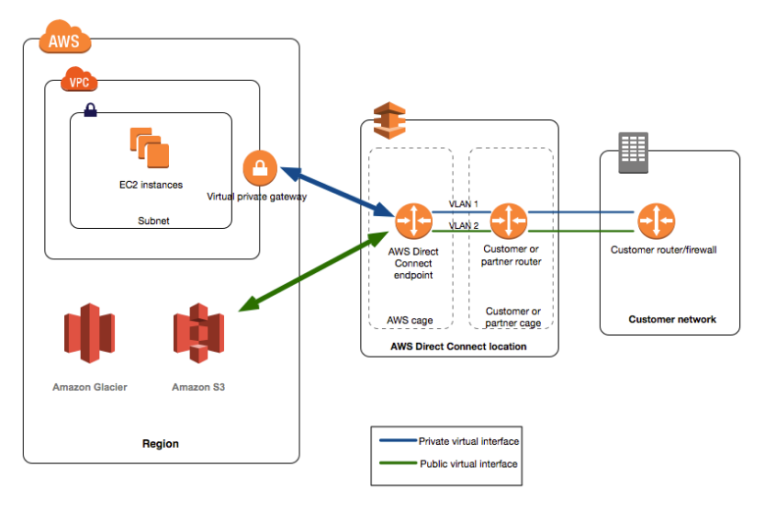 AWS
VPC
EC2 instances
Subnet
Virtual private gateway
Amazon Glacier
Amazon S3
Region
VLAN 1
VLAN 2
AWS Direct
Connect
endpoint
AWS cage
Customer or
partner router
Customer or
partner cage
AWS Direct Connect location
Customer router/firewall
Customer network
Private virtual interface
Public virtual interface